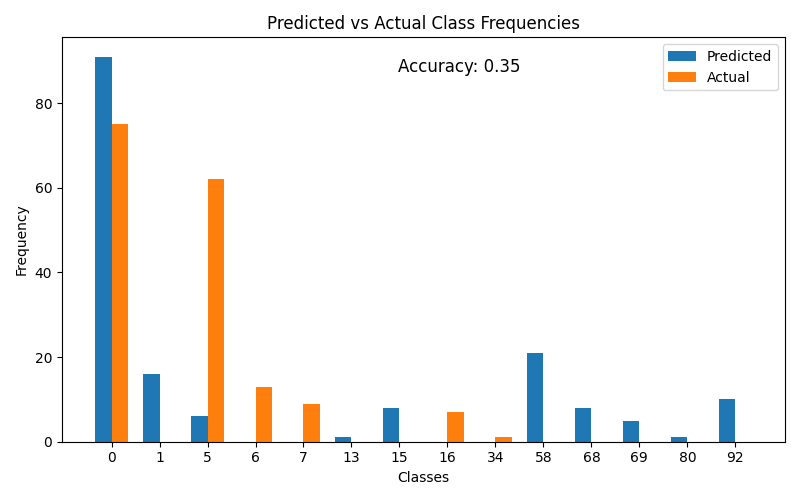 Predicted vs Actual Class Frequencies
Accuracy: 0.35
Predicted
Actual
Frequency
80
60
40
20
0
0 1 5 6 7 13 15 16 34 58 68 69 80 92
Classes